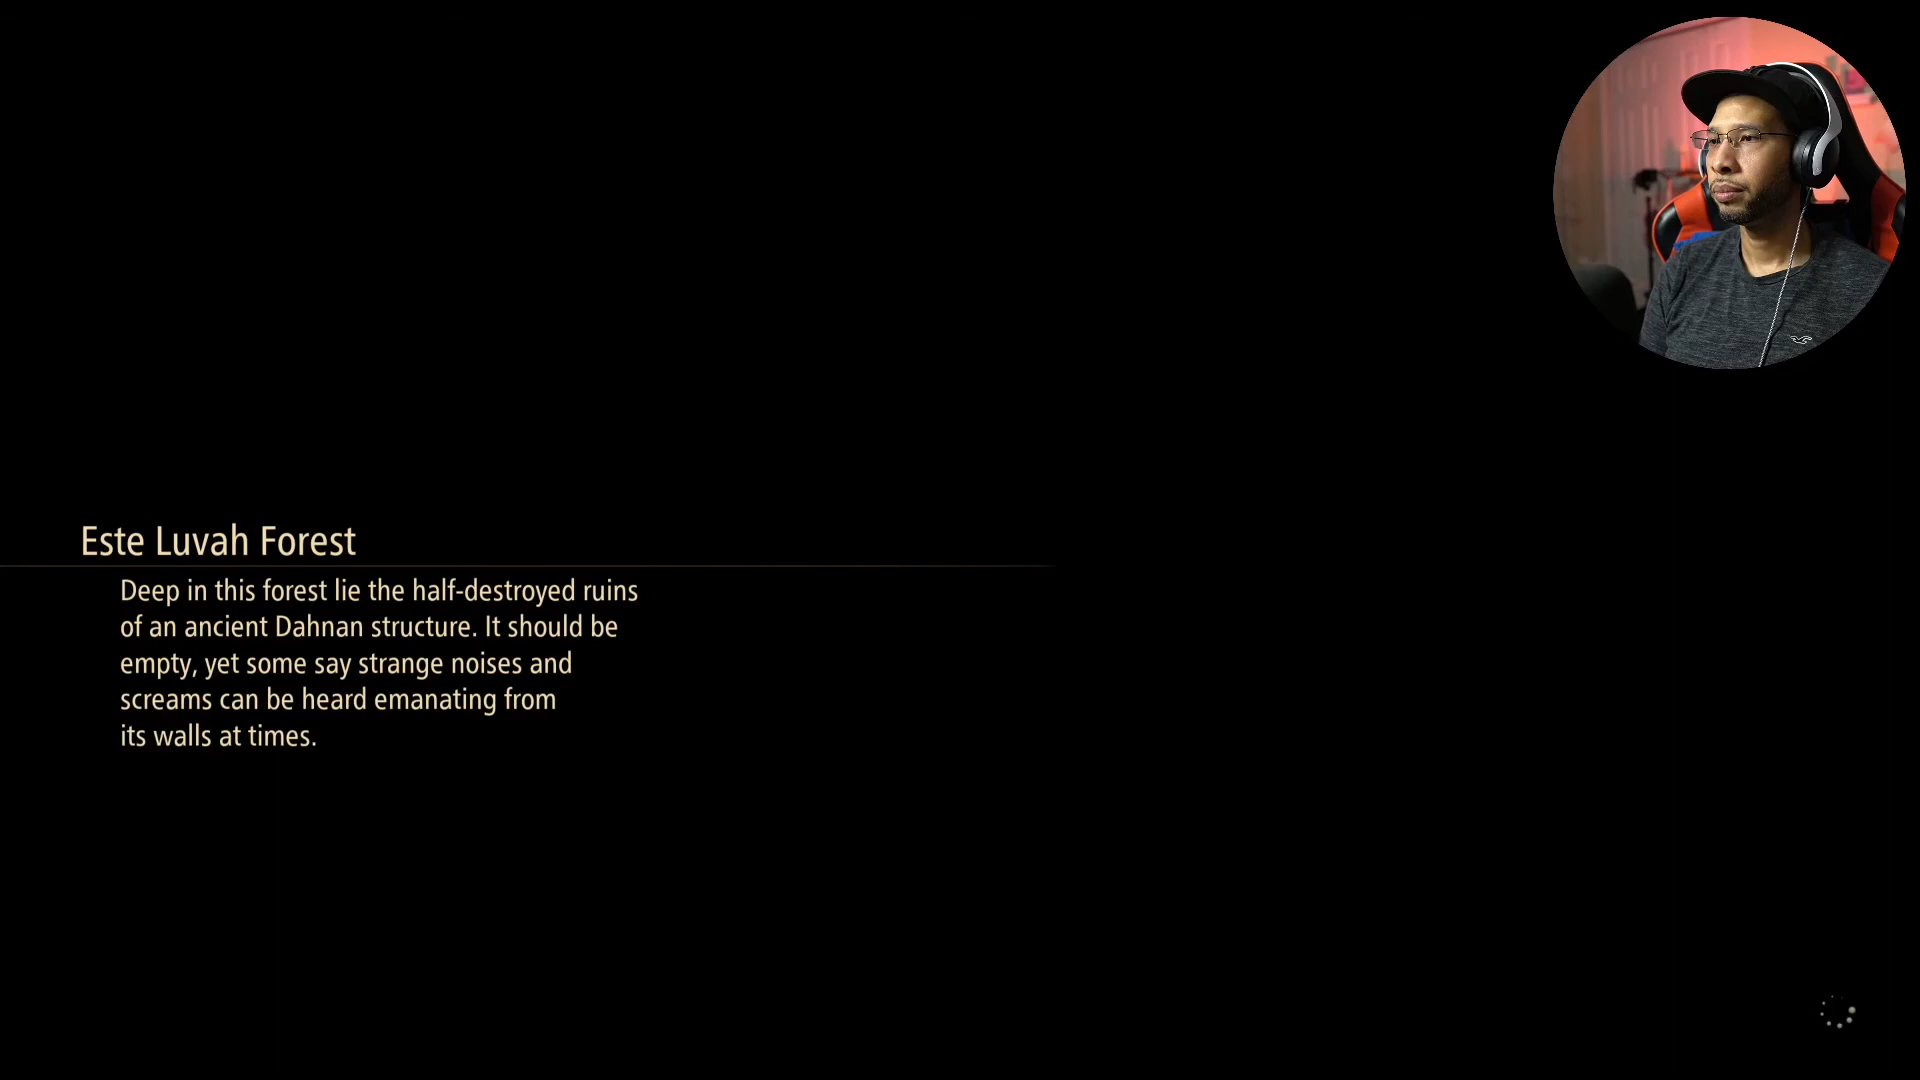 Este Luvah Forest
Deep in this forest lie the half-destroyed ruins
of an ancient Dahnan structure. It should be
empty, yet some say strange noises and
screams can be heard emanating from
its walls at times.